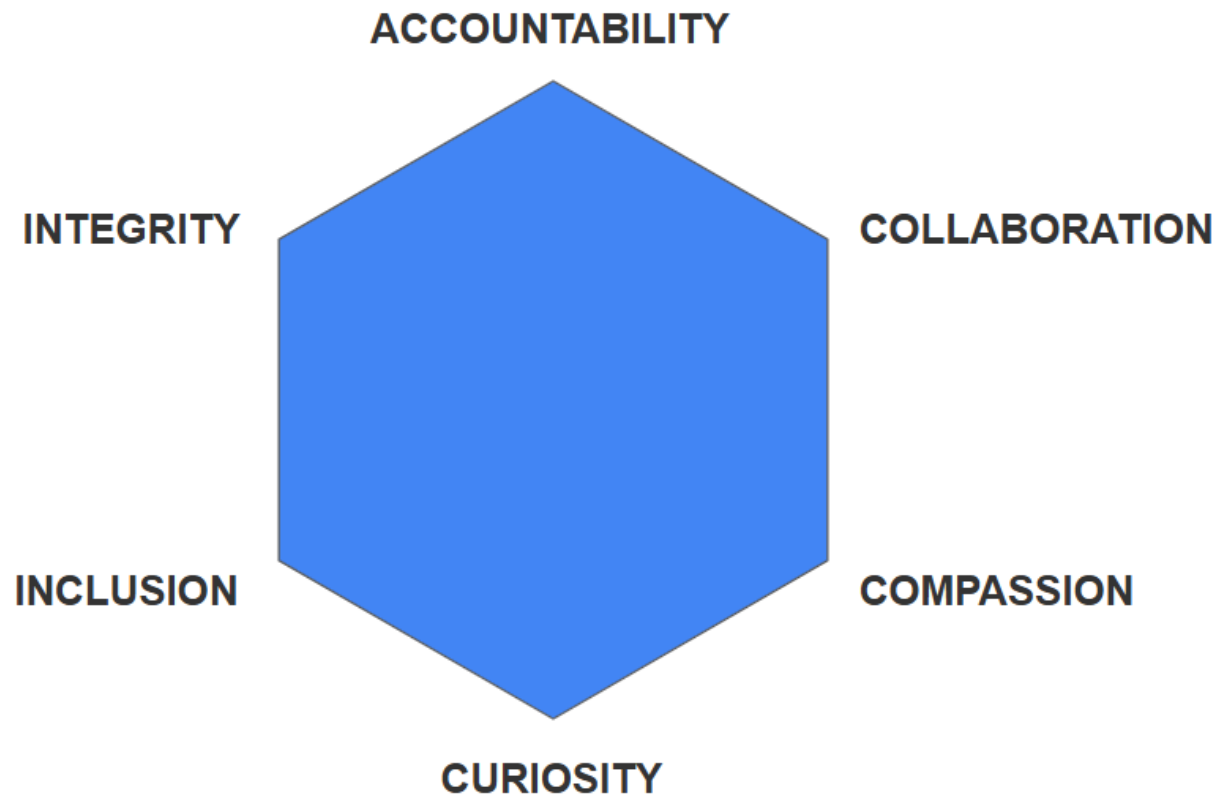 ACCOUNTABILITY
INTEGRITY
COLLABORATION
INCLUSION
COMPASSION
CURIOSITY